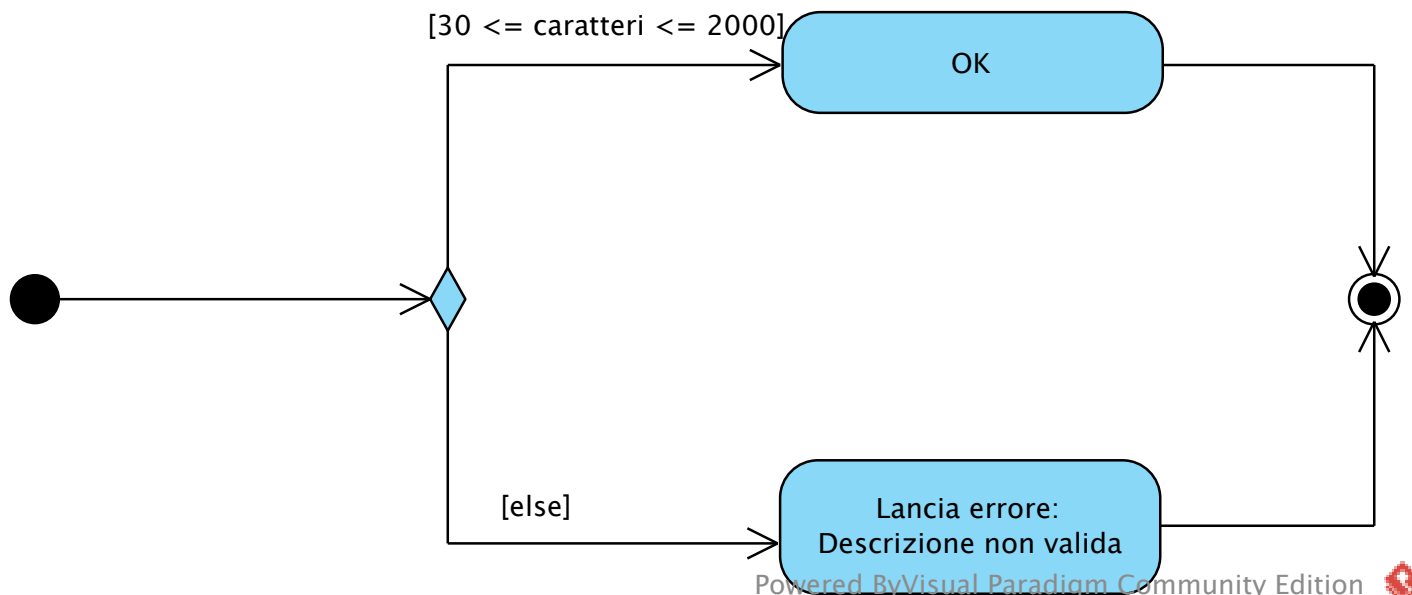 [30 <= caratteri <= 2000]
OK
[else]
Lancia errore:
Descrizione non valida
Powered ByVisual Paradigm Community Edition